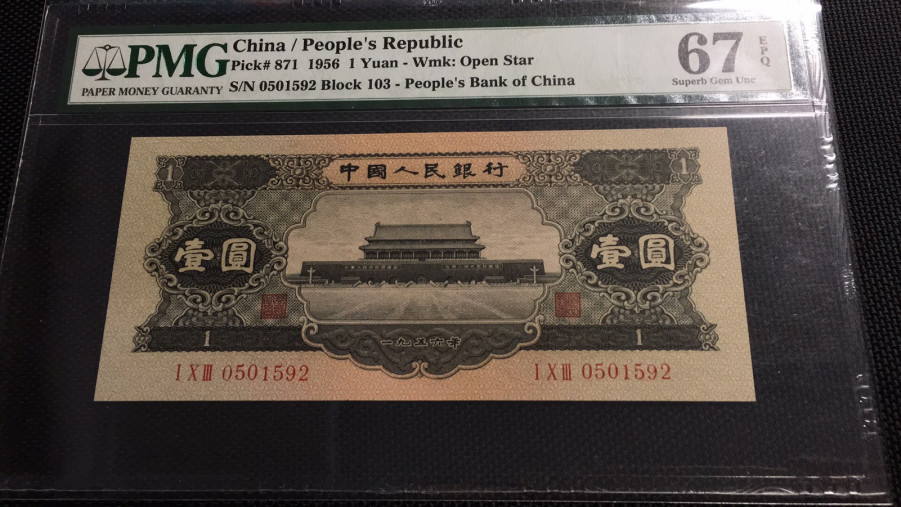 PMG
PAPER MONEY GUARANTY
China / People's Republic
Pick# 871 1956 1 Yuan - Wmk: Open Star
S/N 0501592 Block 103 - People's Bank of China
67 EPQ
Superb Gem Unc
中國人民銀行
1 1
壹圓 壹圓
1 1
一九五六年
I X III 0501592 I X III 0501592